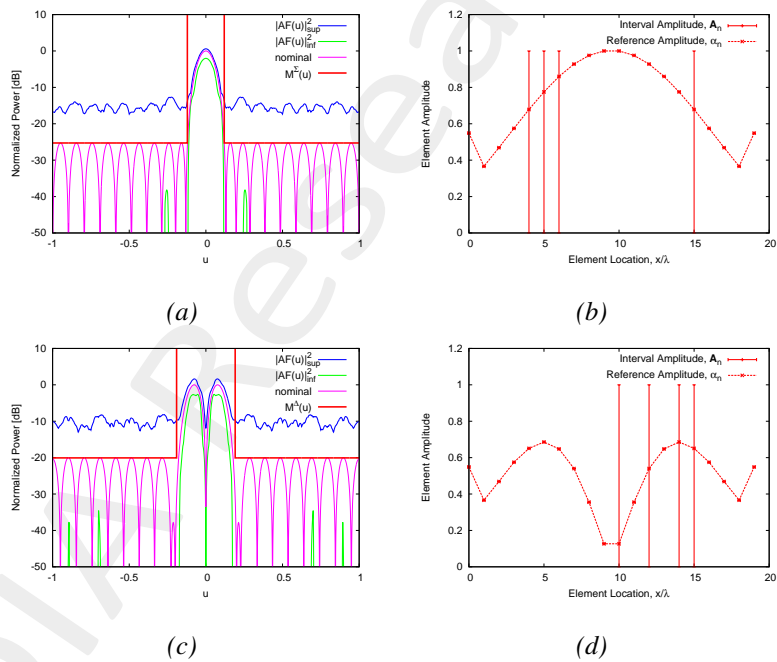 10
0
-10
-20
-30
-40
-50
-1
-0.5
0
0.5
1
Normalized Power [dB]
u
|AF(u)|²sup
|AF(u)|²inf
nominal
M^Σ(u)
(a)
1.2
1
0.8
0.6
0.4
0.2
0
0
5
10
15
20
Element Amplitude
Element Location, x/λ
Interval Amplitude, Aₙ
Reference Amplitude, αₙ
(b)
10
0
-10
-20
-30
-40
-50
-1
-0.5
0
0.5
1
Normalized Power [dB]
u
|AF(u)|²sup
|AF(u)|²inf
nominal
M^Δ(u)
(c)
1.2
1
0.8
0.6
0.4
0.2
0
0
5
10
15
20
Element Amplitude
Element Location, x/λ
Interval Amplitude, Aₙ
Reference Amplitude, αₙ
(d)
DIA Resea